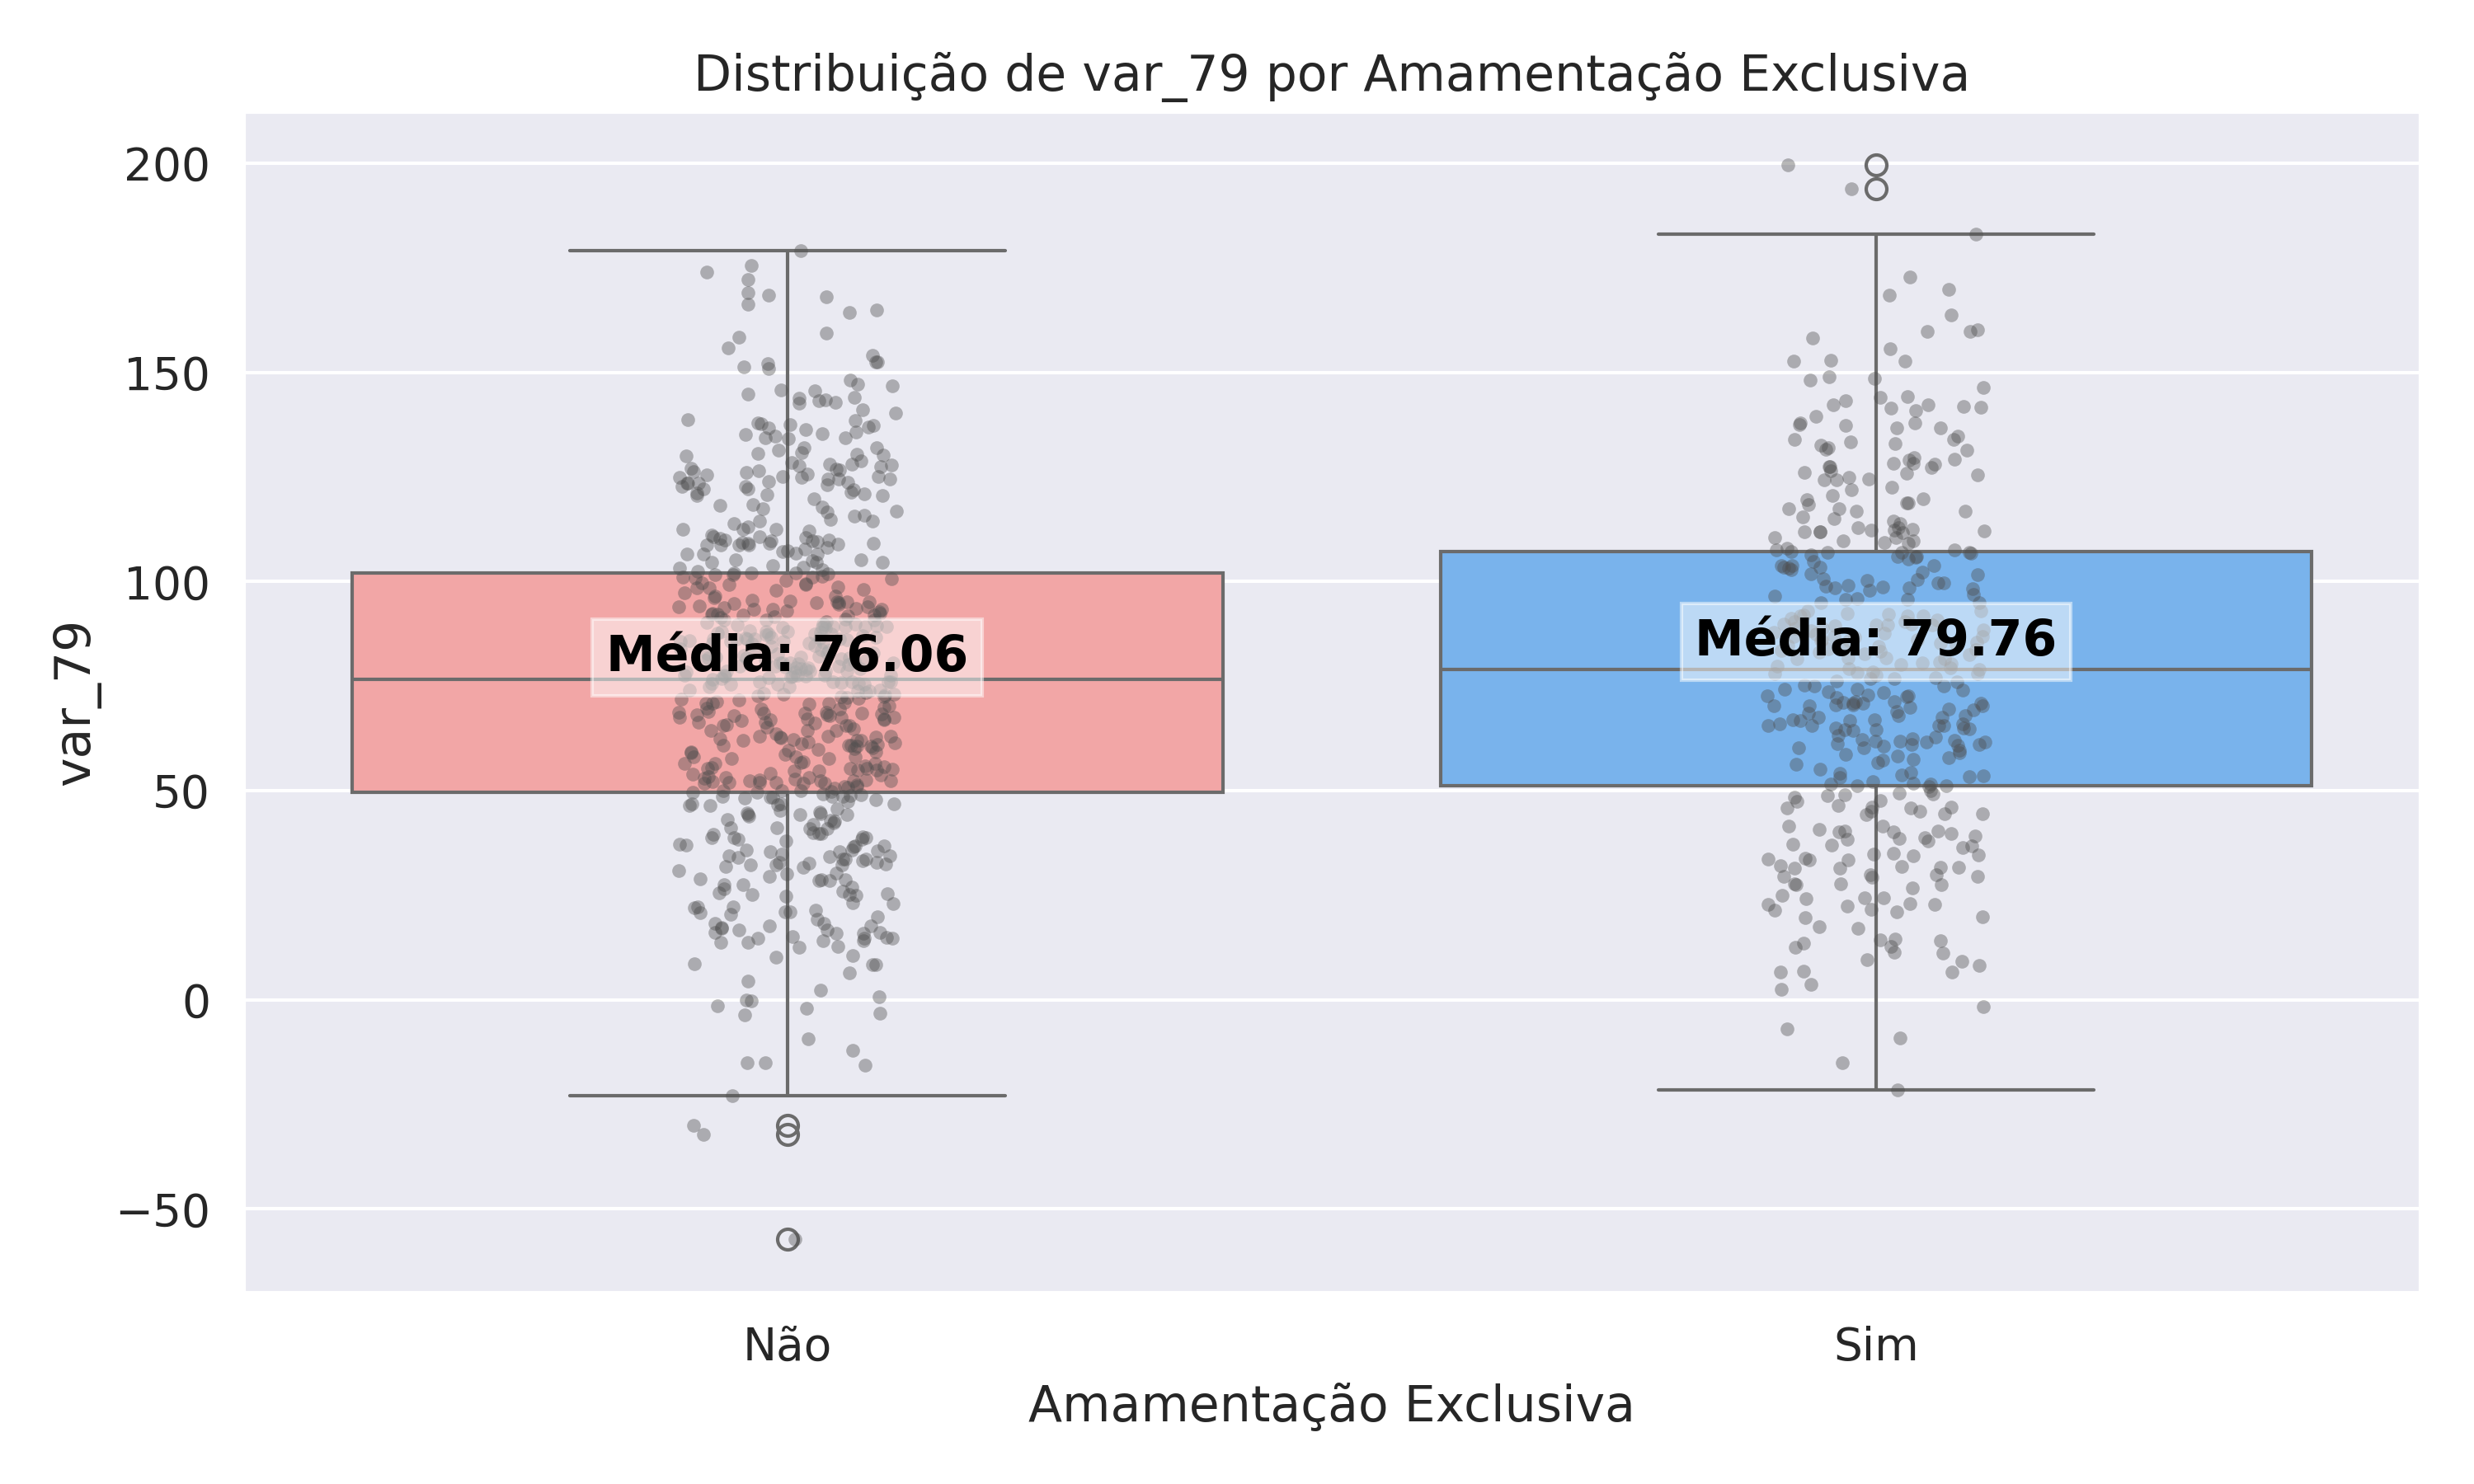 Distribuição de var_79 por Amamentação Exclusiva
200
150
100
50
0
−50
var_79
Média: 76.06
Média: 79.76
Não
Sim
Amamentação Exclusiva